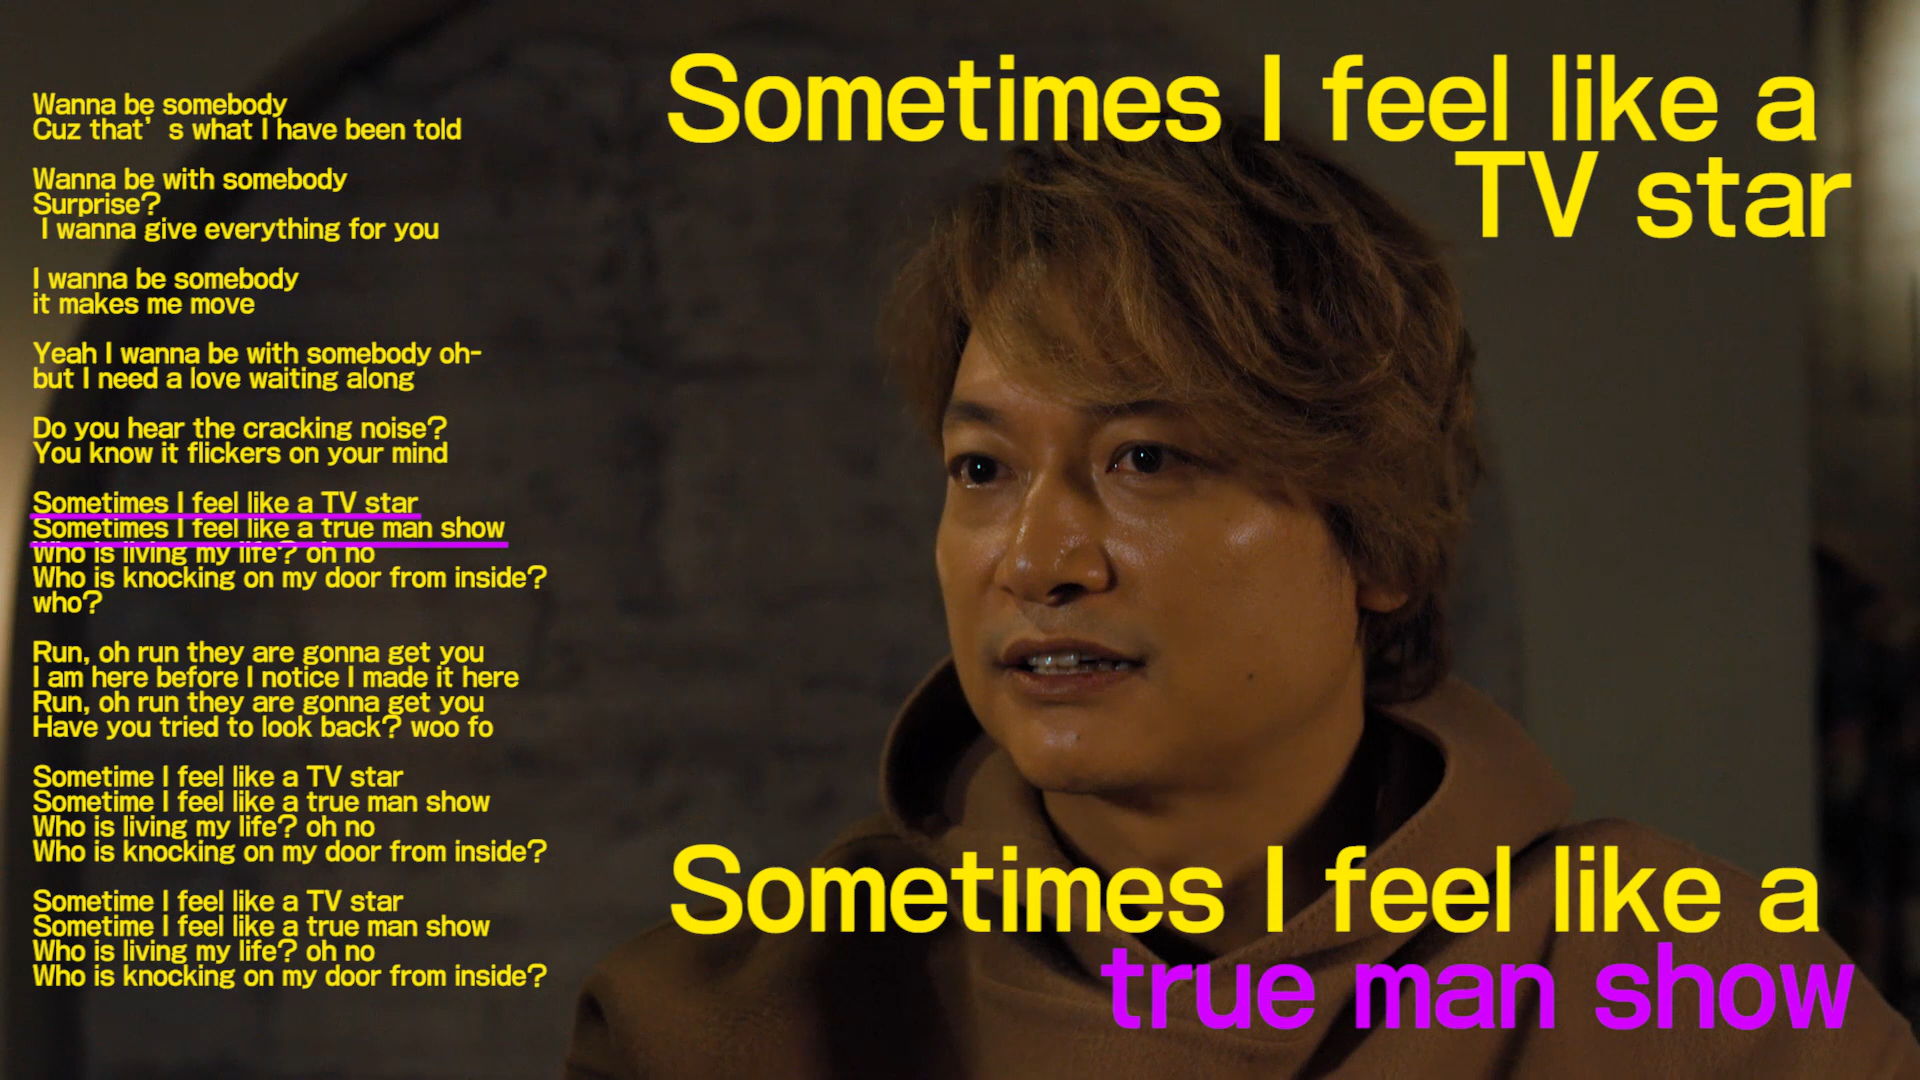 Wanna be somebody
Cuz that’s what I have been told
Wanna be with somebody
Surprise?
I wanna give everything for you
I wanna be somebody
it makes me move
Yeah I wanna be with somebody oh-
but I need a love waiting along
Do you hear the cracking noise?
You know it flickers on your mind
Sometimes I feel like a TV star
Sometimes I feel like a true man show
Who is living my life? oh no
Who is knocking on my door from inside?
who?
Run, oh run they are gonna get you
I am here before I notice I made it here
Run, oh run they are gonna get you
Have you tried to look back? woo fo
Sometime I feel like a TV star
Sometime I feel like a true man show
Who is living my life? oh no
Who is knocking on my door from inside?
Sometime I feel like a TV star
Sometime I feel like a true man show
Who is living my life? oh no
Who is knocking on my door from inside?
Sometimes I feel like a
TV star
Sometimes I feel like a
true man show